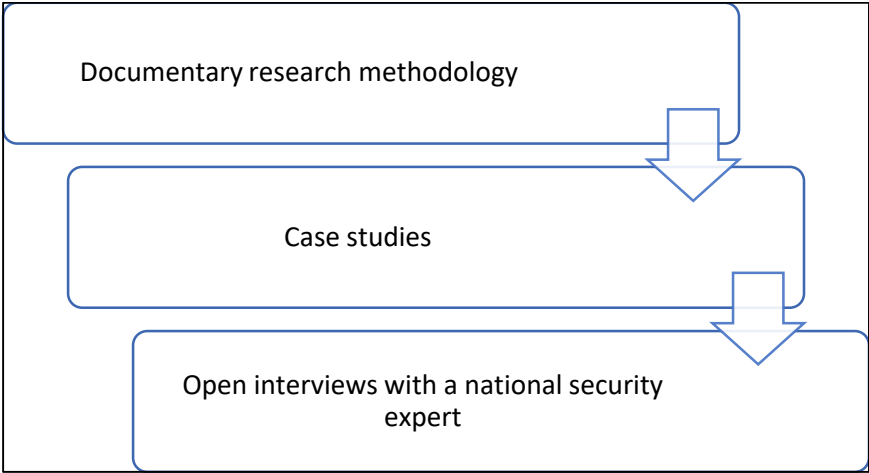 Documentary research methodology
Case studies
Open interviews with a national security
expert